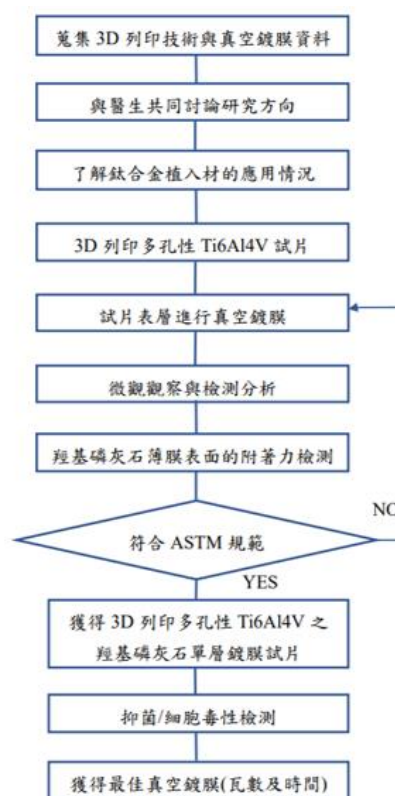 蒐集 3D 列印技術與真空鍍膜資料
與醫生共同討論研究方向
了解鈦合金植入材的應用情況
3D 列印多孔性 Ti6Al4V 試片
試片表層進行真空鍍膜
微觀觀察與檢測分析
羥基磷灰石薄膜表面的附著力檢測
符合 ASTM 規範
NO
YES
獲得 3D 列印多孔性 Ti6Al4V 之
羥基磷灰石單層鍍膜試片
抑菌/細胞毒性檢測
獲得最佳真空鍍膜(瓦數及時間)